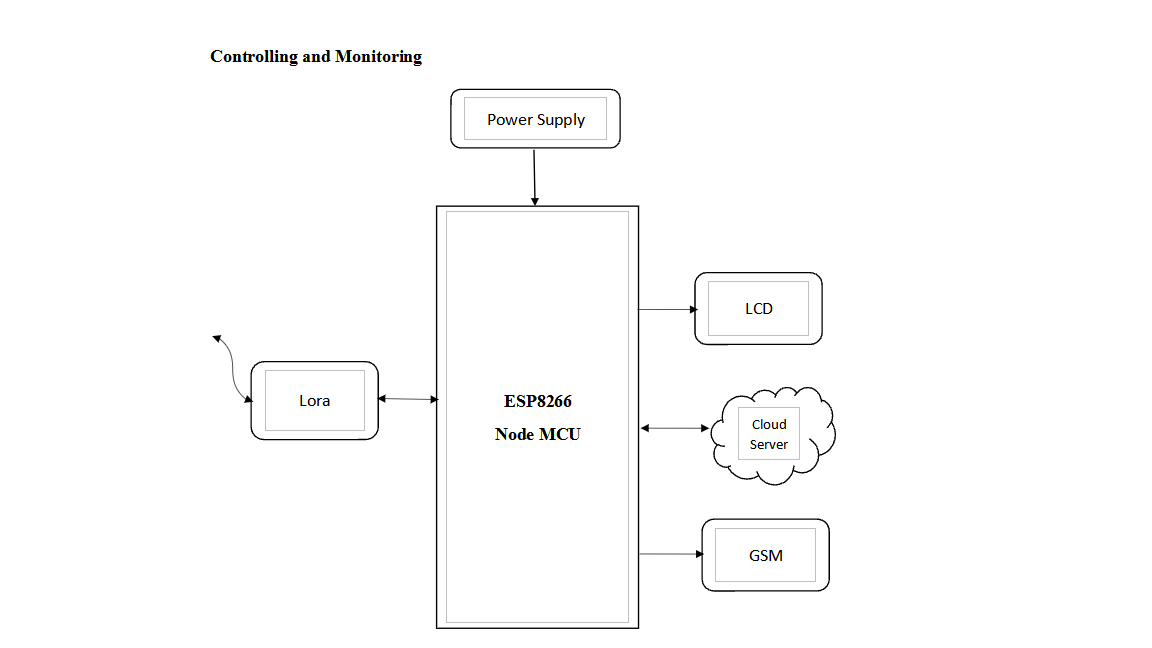 Controlling and Monitoring
Power Supply
LCD
Lora
ESP8266
Node MCU
Cloud
Server
GSM